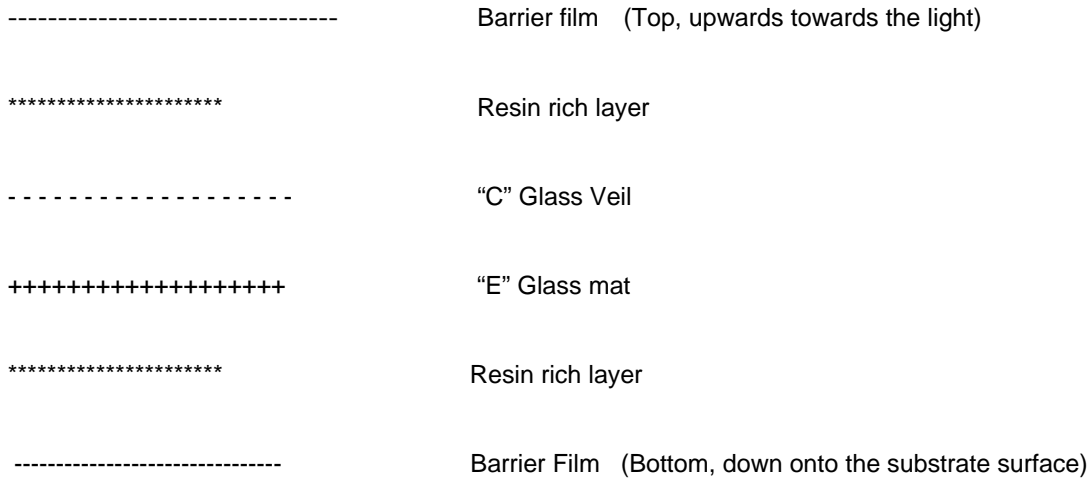 --------------------------------- Barrier film (Top, upwards towards the light)
********************** Resin rich layer
- - - - - - - - - - - - - - - - - - - “C” Glass Veil
+++++++++++++++++++ “E” Glass mat
********************** Resin rich layer
-------------------------------- Barrier Film (Bottom, down onto the substrate surface)